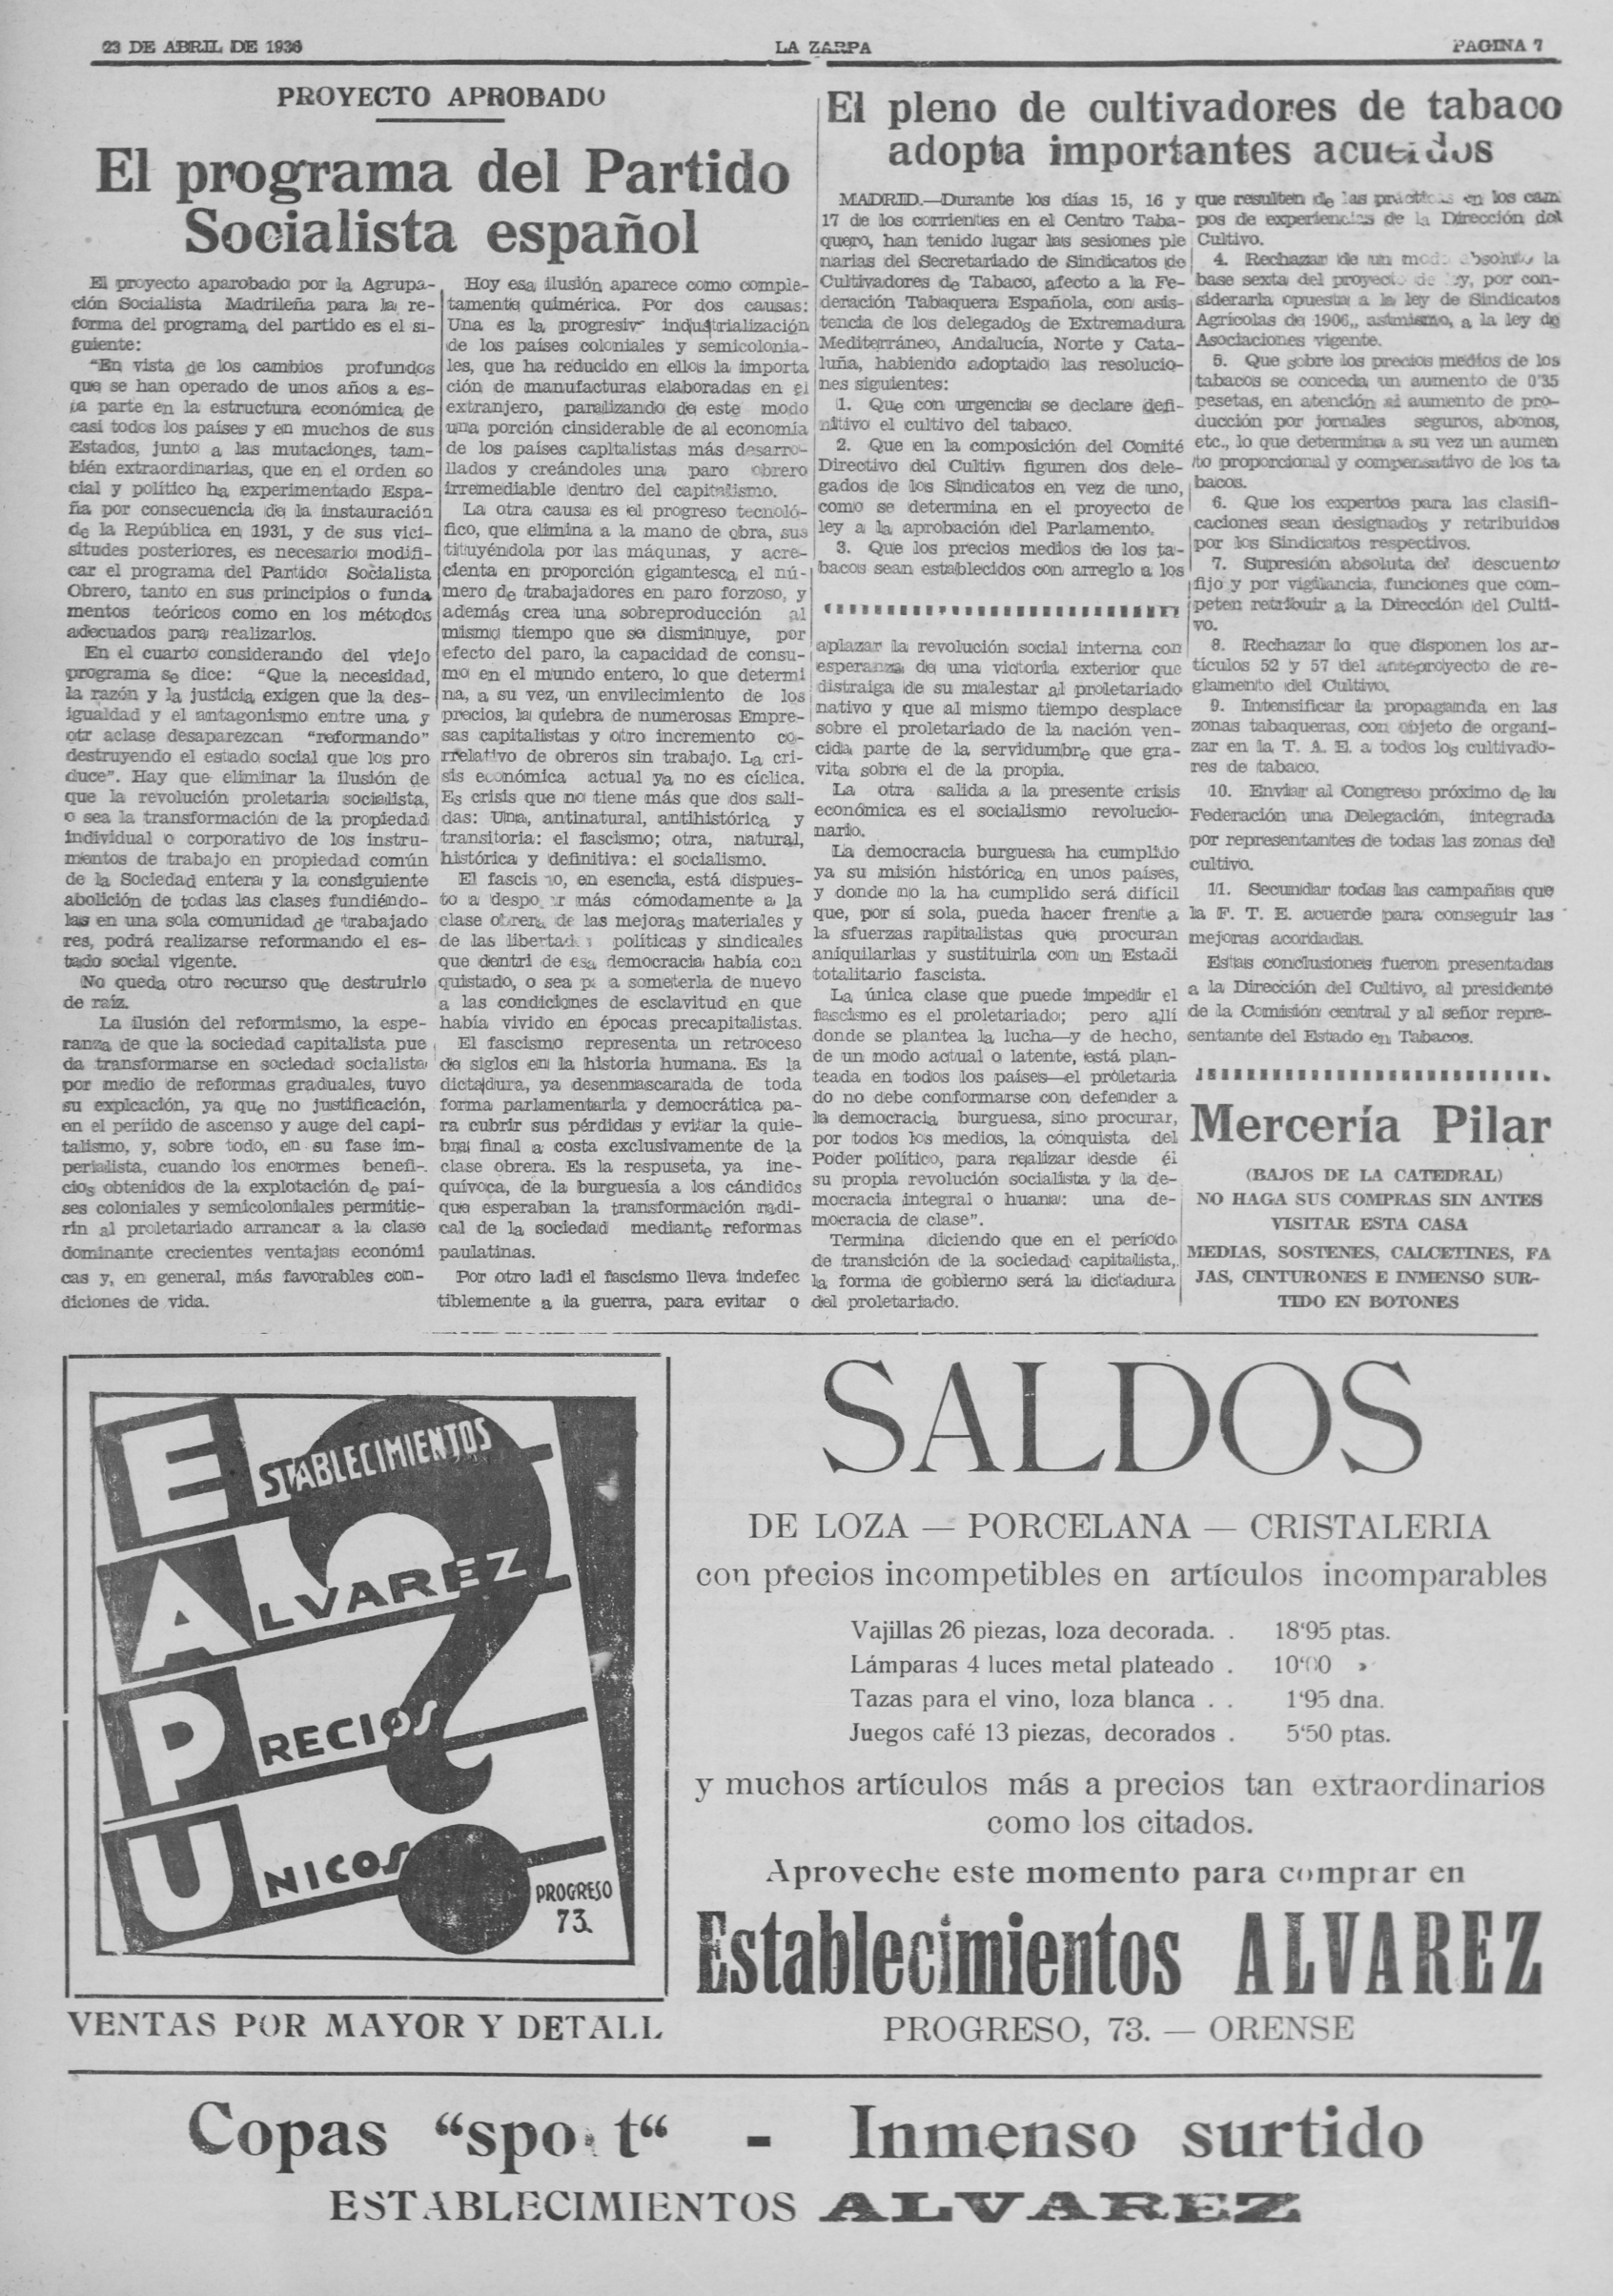 23 DE ABRIL DE 1936
LA ZARPA
PAGINA 7
PROYECTO APROBADO
El programa del Partido
Socialista español
El proyecto aparobado por la Agrupa-
ción Socialista Madrileña para la re-
forma del programa del partido es el si-
guiente:
"En vista de los cambios profundos
que se han operado de unos años a es-
ta parte en la estructura económica de
casi todos los países y en muchos de sus
Estados, junto a las mutaciones, tam-
bién extraordinarias, que en el orden so
cial y político ha experimentado Espa-
ña por consecuencia de la instauración
de la República en 1931, y de sus vici-
situdes posteriores, es necesario modifi-
car el programa del Partido Socialista
Obrero, tanto en sus principios o funda
mentos teóricos como en los métodos
adecuados para realizarlos.
En el cuarto considerando del viejo
programa se dice: "Que la necesidad,
la razón y la justicia exigen que la des-
igualdad y el antagonismo entre una y
otr aclase desaparezcan "reformando"
destruyendo el estado social que los pro
duce". Hay que eliminar la ilusión de
que la revolución proletaria socialista,
o sea la transformación de la propiedad
individual o corporativo de los instru-
mientos de trabajo en propiedad común
de la Sociedad entera y la consiguiente
abolición de todas las clases fundiéndo-
las en una sola comunidad de trabajado
res, podrá realizarse reformando el es-
tado social vigente.
No queda otro recurso que destruirlo
de raíz.
La ilusión del reformismo, la espe-
ranza de que la sociedad capitalista pue
da transformarse en sociedad socialista
por medio de reformas graduales, tuvo
su explcación, ya que no justificación,
en el períido de ascenso y auge del capi-
talismo, y, sobre todo, en su fase im-
perialista, cuando los enormes benefi-
cios obtenidos de la explotación de paí-
ses coloniales y semicoloniales permitie-
rin al proletariado arrancar a la clase
dominante crecientes ventajas económi
cas y, en general, más favorables con-
diciones de vida.
Hoy esa ilusión aparece como comple-
tamente quimérica. Por dos causas:
Una es la progresiv industrialización
de los países coloniales y semicolonia-
les, que ha reducido en ellos la importa
ción de manufacturas elaboradas en el
extranjero, paralizando de este modo
una porción cinsiderable de al economía
de los países capitalistas más desarro-
llados y creándoles una paro obrero
irremediable dentro del capitalismo.
La otra causa es el progreso tecnoló-
fico, que elimina a la mano de obra, sus
tituyéndola por las máqunas, y acre-
cienta en proporción gigantesca el nú-
mero de trabajadores en paro forzoso, y
además crea una sobreproducción al
mismo tiempo que se disminuye, por
efecto del paro, la capacidad de consu-
mo en el mundo entero, lo que determi
na, a su vez, un envilecimiento de los
precios, la quiebra de numerosas Empre-
sas capitalistas y otro incremento co-
rrelativo de obreros sin trabajo. La cri-
sis económica actual ya no es cíclica.
Es crisis que no tiene más que dos sali-
das: Una, antinatural, antihistórica y
transitoria: el fascismo; otra, natural,
histórica y definitiva: el socialismo.
El en esencia, está dispues-
to a más cómodamente a la
clase obrera de las mejoras materiales y
de las políticas y sindicales
que dentri de esa democracia había con
quistado, o sea a someterla de nuevo
a las condiciones de esclavitud en que
había vivido en épocas precapitalistas.
El fascismo representa un retroceso
de siglos en la historia humana. Es la
dictadura, ya desenmascarada de toda
forma parlamentaria y democrática pa-
ra cubrir sus pérdidas y evitar la quie-
bra final a costa exclusivamente de la
clase obrera. Es la respuseta, ya ine-
quívoca, de la burguesía a los cándidos
que esperaban la transformación radi-
cal de la sociedad mediante reformas
paulatinas.
Por otro ladi el fascismo lleva indefec
tiblemente a la guerra, para evitar o
aplazar la revolución social interna con
esperanza de una victoria exterior que
distraiga de su malestar al proletariado
nativo y que al mismo tiempo desplace
sobre el proletariado de la nación ven-
cida parte de la servidumbre que gra-
vita sobre el de la propia.
La otra salida a la presente crisis
económica es el socialismo revolucio-
nario.
La democracia burguesa ha cumplido
ya su misión histórica en unos países,
y donde no la ha cumplido será difícil
que, por sí sola, pueda hacer frente a
la sfuerzas rapitalistas que procuran
aniquilarlas y sustituirla con un Estadi
totalitario fascista.
La única clase que puede impedir el
fascismo es el proletariado; pero allí
donde se plantea la lucha—y de hecho,
de un modo actual o latente, está plan-
teada en todos los países—el proletaria
do no debe conformarse con defender a
la democracia burguesa, sino procurar,
por todos los medios, la conquista del
Poder político, para realizar desde él
su propia revolución socialista y la de-
mocracia integral o huana: una de-
mocracia de clase".
Termina diciendo que en el período
de transición de la sociedad capitalista,
la forma de gobierno será la dictadura
del proletariado.
El pleno de cultivadores de tabaco
adopta importantes acuerdos
MADRID.—Durante los días 15, 16 y
17 de los corrientes en el Centro Taba-
quero, han tenido lugar las sesiones ple
narias del Secretariado de Sindicatos de
Cultivadores de Tabaco, afecto a la Fe-
deración Tabaquera Española, con asis-
tencia de los delegados de Extremadura
Mediterráneo, Andalucía, Norte y Cata-
luña, habiendo adoptado las resolucio-
nes siguientes:
1. Que con urgencia se declare defi-
nitivo el cultivo del tabaco.
2. Que en la composición del Comité
Directivo del Cultiv figuren dos dele-
gados de los Sindicatos en vez de uno,
como se determina en el proyecto de
ley a la aprobación del Parlamento.
3. Que los precios medios de los ta-
bacos sean establecidos con arreglo a los
que resulten de las prácticas en los cam
pos de experiencias de la Dirección del
Cultivo.
4. Rechazar de un modo absoluto la
base sexta del proyecto de ley, por con-
siderarla opuesta a la ley de Sindicatos
Agrícolas de 1906,, asimismo, a la ley de
Asociaciones vigente.
5. Que sobre los precios medios de los
tabacos se conceda un aumento de 0'35
pesetas, en atención al aumento de pro-
ducción por jornales seguros, abonos,
etc., lo que determina a su vez un aumen
to proporcional y compensativo de los ta
bacos.
6. Que los expertos para las clasifi-
caciones sean designados y retribuidos
por los Sindicatos respectivos.
7. Supresión absoluta del descuento
fijo y por vigilancia, funciones que com-
peten retribuir a la Dirección del Culti-
vo.
8. Rechazar lo que disponen los ar-
tículos 52 y 57 del anteproyecto de re-
glamento del Cultivo.
9. Intensificar la propaganda en las
zonas tabaqueras, con objeto de organi-
zar en la T. A. E. a todos los cultivado-
res de tabaco.
10. Enviar al Congreso próximo de la
Federación una Delegación, integrada
por representantes de todas las zonas del
cultivo.
11. Secundar todas las campañas que
la F. T. E. acuerde para conseguir las
mejoras acordadas.
Estas conclusiones fueron presentadas
a la Dirección del Cultivo, al presidente
de la Comisión central y al señor repre-
sentante del Estado en Tabacos.
Mercería Pilar
(BAJOS DE LA CATEDRAL)
NO HAGA SUS COMPRAS SIN ANTES
VISITAR ESTA CASA
MEDIAS, SOSTENES, CALCETINES, FA
JAS, CINTURONES E INMENSO SUR-
TIDO EN BOTONES
ESTABLECIMIENTOS
ALVAREZ
PRECIOS
UNICOS
PROGRESO
73.
VENTAS POR MAYOR Y DETALL
SALDOS
DE LOZA — PORCELANA — CRISTALERIA
con precios incompetibles en artículos incomparables
Vajillas 26 piezas, loza decorada. . 18'95 ptas.
Lámparas 4 luces metal plateado . 10'00 »
Tazas para el vino, loza blanca . . 1'95 dna.
Juegos café 13 piezas, decorados . 5'50 ptas.
y muchos artículos más a precios tan extraordinarios
como los citados.
Aproveche este momento para comprar en
Establecimientos ALVAREZ
PROGRESO, 73. — ORENSE
Copas "spo t" - Inmenso surtido
ESTABLECIMIENTOS ALVAREZ